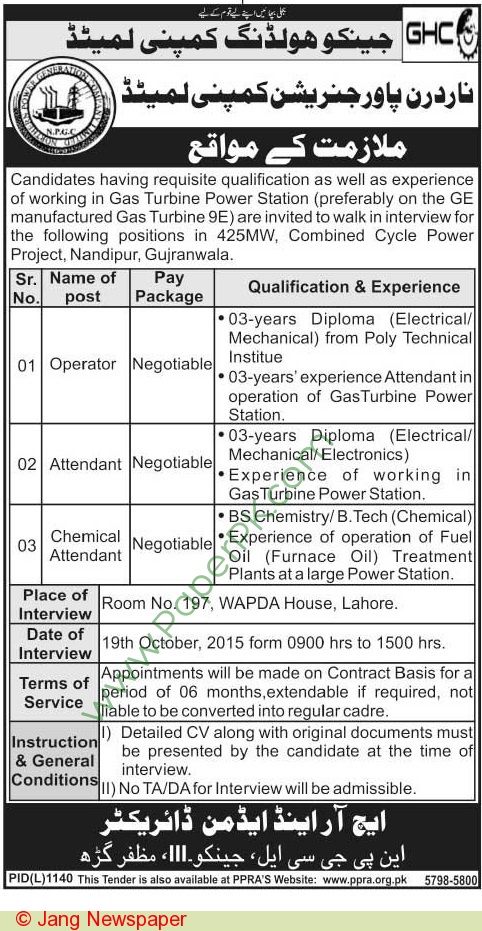 بجلی بچائیں اپنے لیے قوم کے لیے
جینکو ھولڈنگ کمپنی لمیٹڈ
GHC
ناردرن پاور جنریشن کمپنی لمیٹڈ
N.P.G.C
ملازمت کے مواقع
Candidates having requisite qualification as well as experience
of working in Gas Turbine Power Station (preferably on the GE
manufactured Gas Turbine 9E) are invited to walk in interview for
the following positions in 425MW, Combined Cycle Power
Project, Nandipur, Gujranwala.
Sr. No. Name of post Pay Package Qualification & Experience
01 Operator Negotiable
• 03-years Diploma (Electrical/
Mechanical) from Poly Technical
Institue
• 03-years' experience Attendant in
operation of GasTurbine Power
Station.
02 Attendant Negotiable
• 03-years Diploma (Electrical/
Mechanical/Electronics)
• Experience of working in
GasTurbine Power Station.
03 Chemical Attendant Negotiable
• BS Chemistry/ B.Tech (Chemical)
• Experience of operation of Fuel
Oil (Furnace Oil) Treatment
Plants at a large Power Station.
Place of Interview
Room No. 197, WAPDA House, Lahore.
Date of Interview
19th October, 2015 form 0900 hrs to 1500 hrs.
Terms of Service
Appointments will be made on Contract Basis for a
period of 06 months,extendable if required, not
liable to be converted into regular cadre.
Instruction & General Conditions
I) Detailed CV along with original documents must
be presented by the candidate at the time of
interview.
II) No TA/DA for Interview will be admissible.
ایچ آر اینڈ ایڈمن ڈائریکٹر
این پی جی سی ایل، جینکو-III، مظفر گڑھ
PID(L)1140 This Tender is also available at PPRA'S Website: www.ppra.org.pk 5798-5800
www.PaperPk.com
© Jang Newspaper